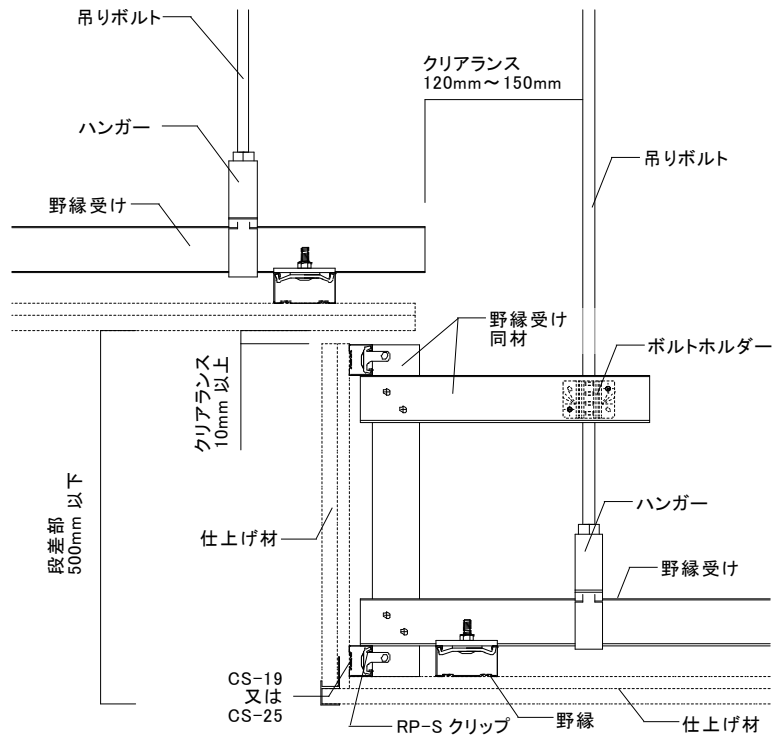 吊りボルト
クリアランス
120mm～150mm
ハンガー
吊りボルト
野縁受け
野縁受け
同材
ボルトホルダー
クリアランス
10mm 以上
段差部
500mm 以下
仕上げ材
ハンガー
野縁受け
CS-19
又は
CS-25
RP-S クリップ
野縁
仕上げ材